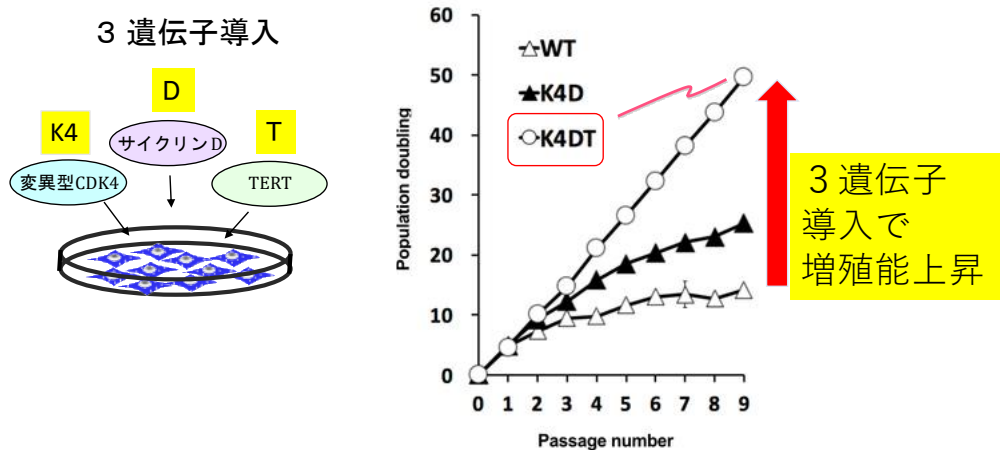 ３遺伝子導入
D
K4
T
サイクリンD
変異型CDK4
TERT
Population doubling
60
50
40
30
20
10
0
WT
K4D
K4DT
0 1 2 3 4 5 6 7 8 9
Passage number
３遺伝子
導入で
増殖能上昇